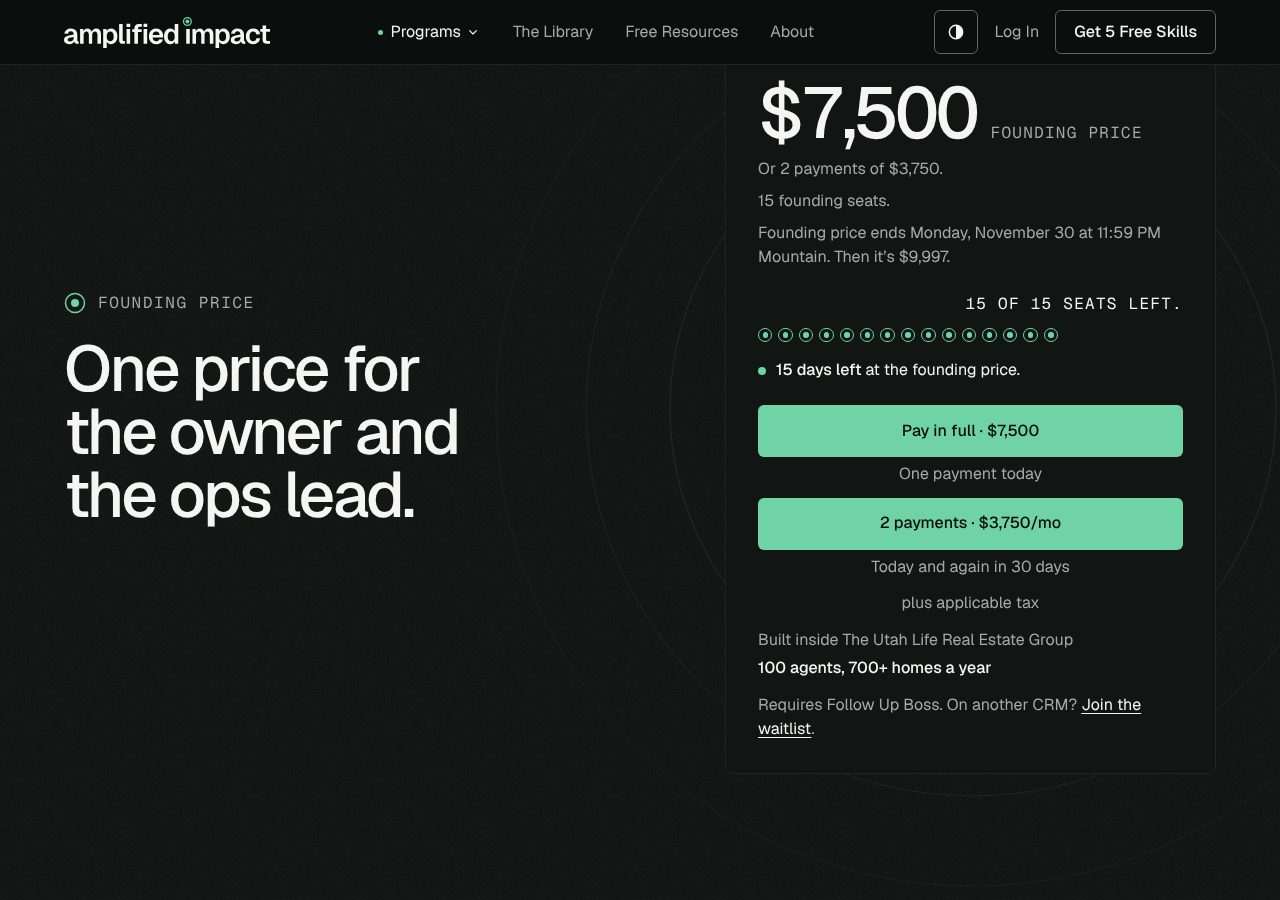 amplified impact
Programs
The Library
Free Resources
About
Log In
Get 5 Free Skills
FOUNDING PRICE
One price for
the owner and
the ops lead.
$7,500 FOUNDING PRICE
Or 2 payments of $3,750.
15 founding seats.
Founding price ends Monday, November 30 at 11:59 PM
Mountain. Then it’s $9,997.
15 OF 15 SEATS LEFT.
15 days left at the founding price.
Pay in full · $7,500
One payment today
2 payments · $3,750/mo
Today and again in 30 days
plus applicable tax
Built inside The Utah Life Real Estate Group
100 agents, 700+ homes a year
Requires Follow Up Boss. On another CRM? Join the
waitlist.